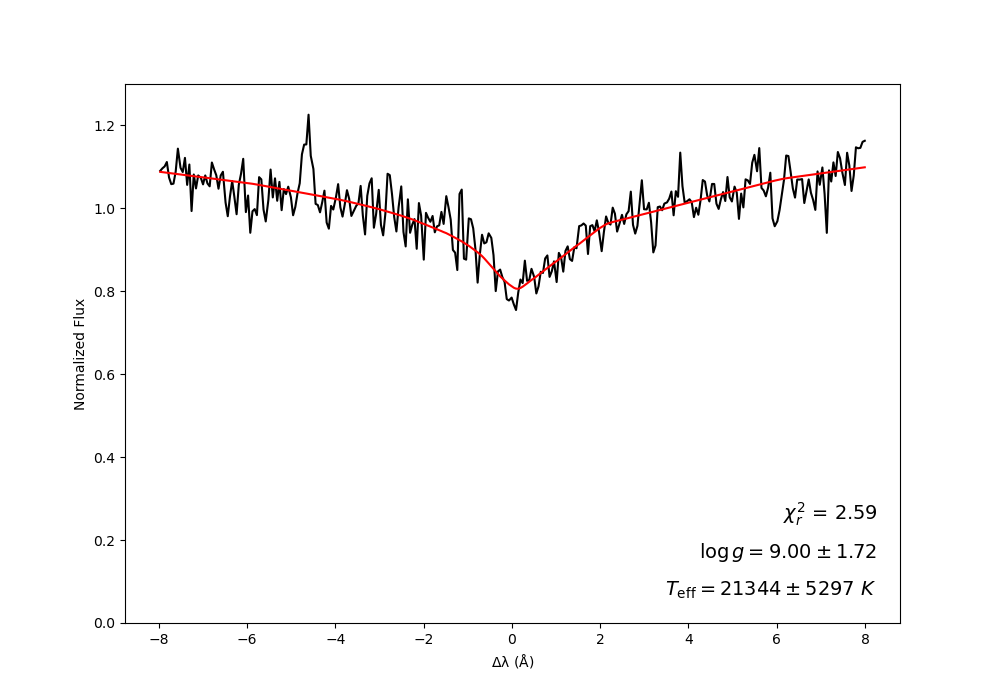 1.2
1.0
0.8
0.6
0.4
0.2
0.0
Normalized Flux
χ²ᵣ = 2.59
log g = 9.00 ± 1.72
T_eff = 21344 ± 5297 K
−8 −6 −4 −2 0 2 4 6 8
Δλ (Å)